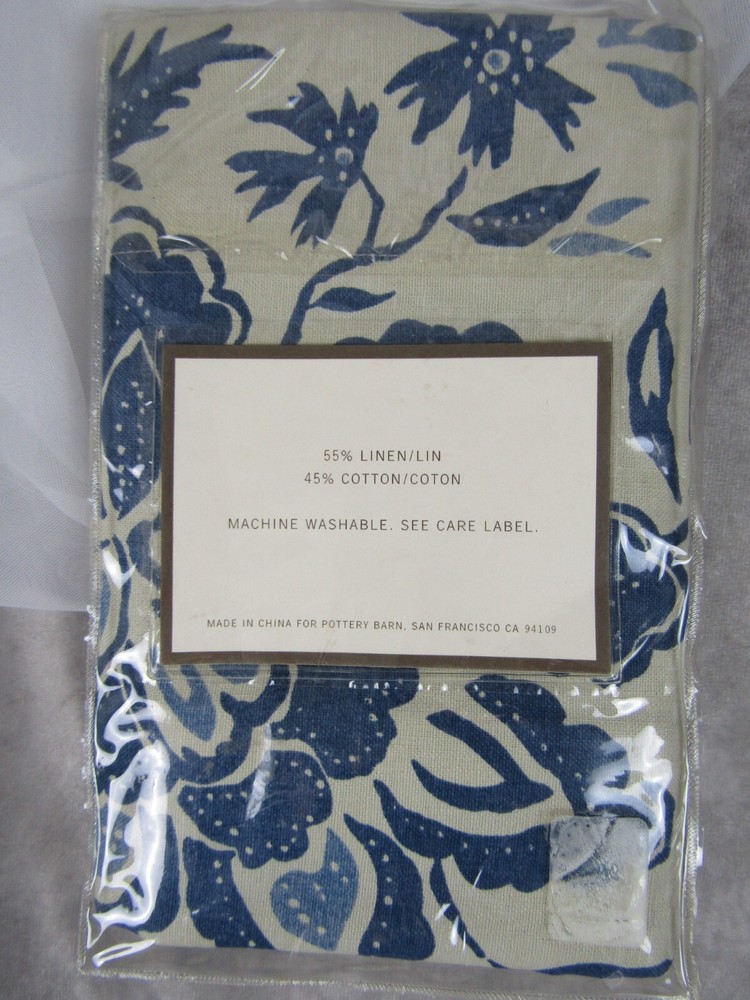 55% LINEN/LIN
45% COTTON/COTON
MACHINE WASHABLE. SEE CARE LABEL.
MADE IN CHINA FOR POTTERY BARN, SAN FRANCISCO CA 94109